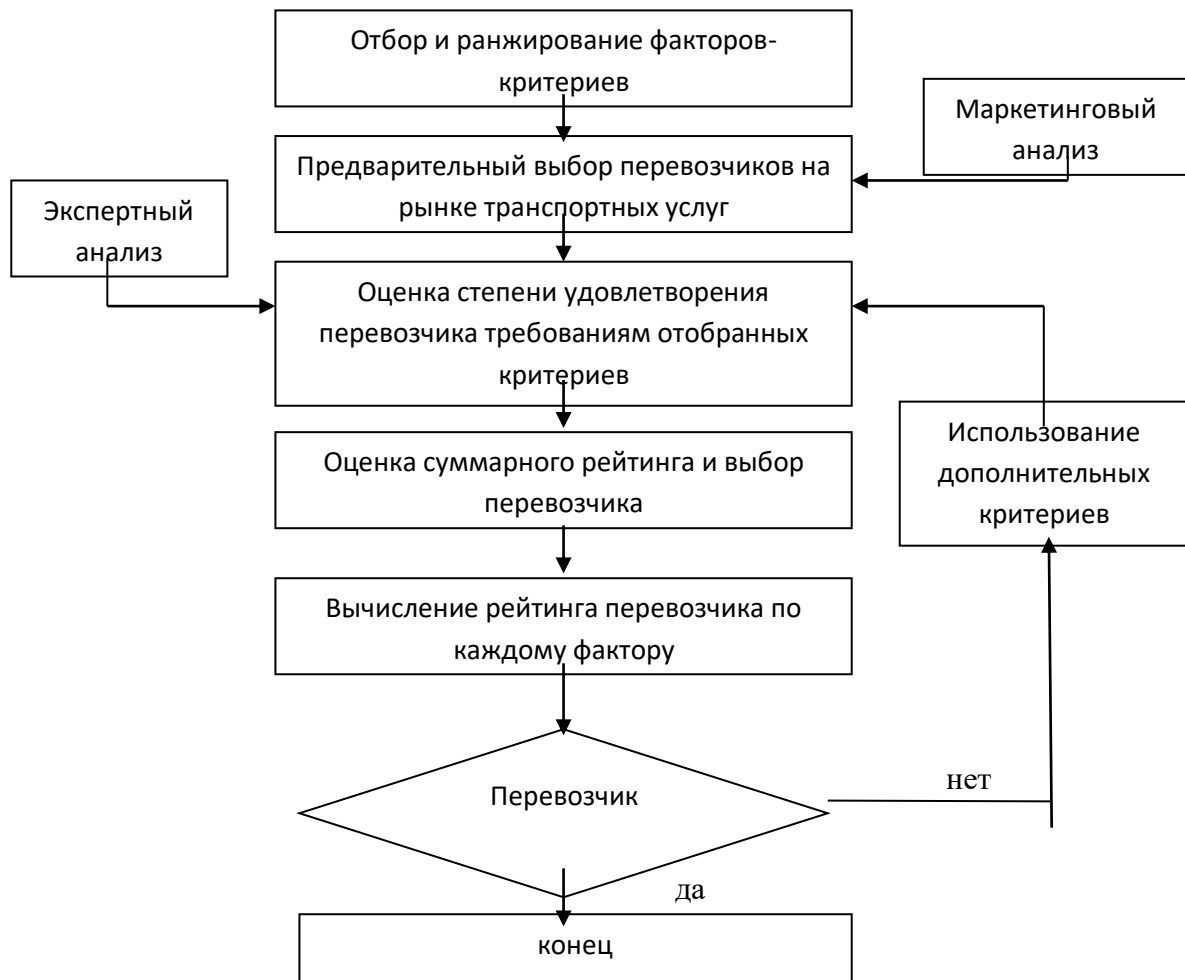 Отбор и ранжирование факторов-
критериев
Маркетинговый
анализ
Предварительный выбор перевозчиков на
рынке транспортных услуг
Экспертный
анализ
Оценка степени удовлетворения
перевозчика требованиям отобранных
критериев
Использование
дополнительных
критериев
Оценка суммарного рейтинга и выбор
перевозчика
Вычисление рейтинга перевозчика по
каждому фактору
Перевозчик
нет
да
конец